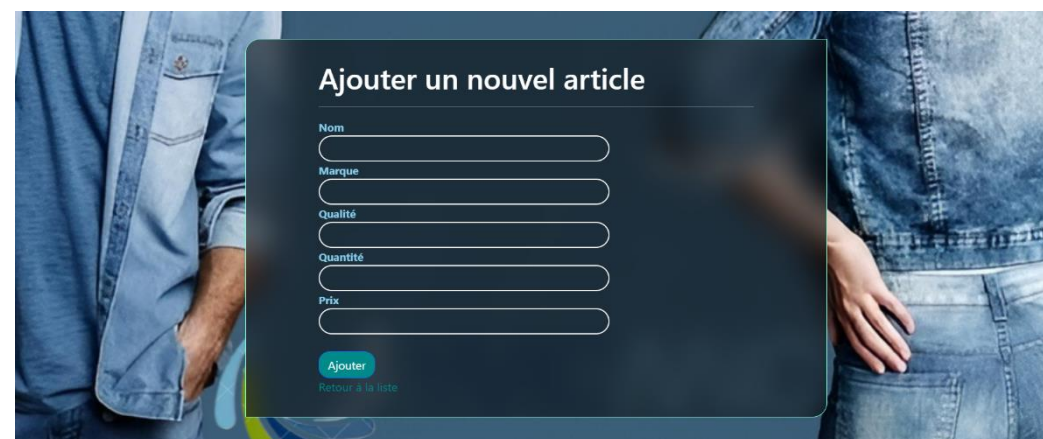 Ajouter un nouvel article
Nom
Marque
Qualité
Quantité
Prix
Ajouter
Retour à la liste